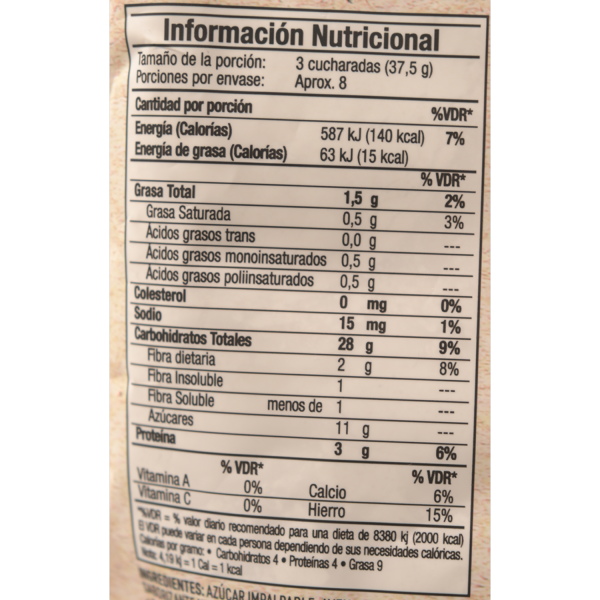 Información Nutricional
Tamaño de la porción: 3 cucharadas (37,5 g)
Porciones por envase: Aprox. 8
Cantidad por porción %VDR*
Energía (Calorías) 587 kJ (140 kcal) 7%
Energía de grasa (Calorías) 63 kJ (15 kcal)
% VDR*
Grasa Total 1,5 g 2%
Grasa Saturada 0,5 g 3%
Ácidos grasos trans 0,0 g ---
Ácidos grasos monoinsaturados 0,5 g ---
Ácidos grasos poliinsaturados 0,5 g ---
Colesterol 0 mg 0%
Sodio 15 mg 1%
Carbohidratos Totales 28 g 9%
Fibra dietaria 2 g 8%
Fibra Insoluble 1 ---
Fibra Soluble menos de 1 ---
Azúcares 11 g ---
Proteína 3 g 6%
% VDR* % VDR*
Vitamina A 0% Calcio 6%
Vitamina C 0% Hierro 15%
*%VDR = % valor diario recomendado para una dieta de 8380 kj (2000 kcal)
El VDR puede variar en cada persona dependiendo de sus necesidades calóricas.
Calorías por gramo: • Carbohidratos 4 • Proteínas 4 • Grasa 9
Nota: 4,19 kj = 1 Cal = 1 kcal
INGREDIENTES: AZÚCAR IMPALPABLE